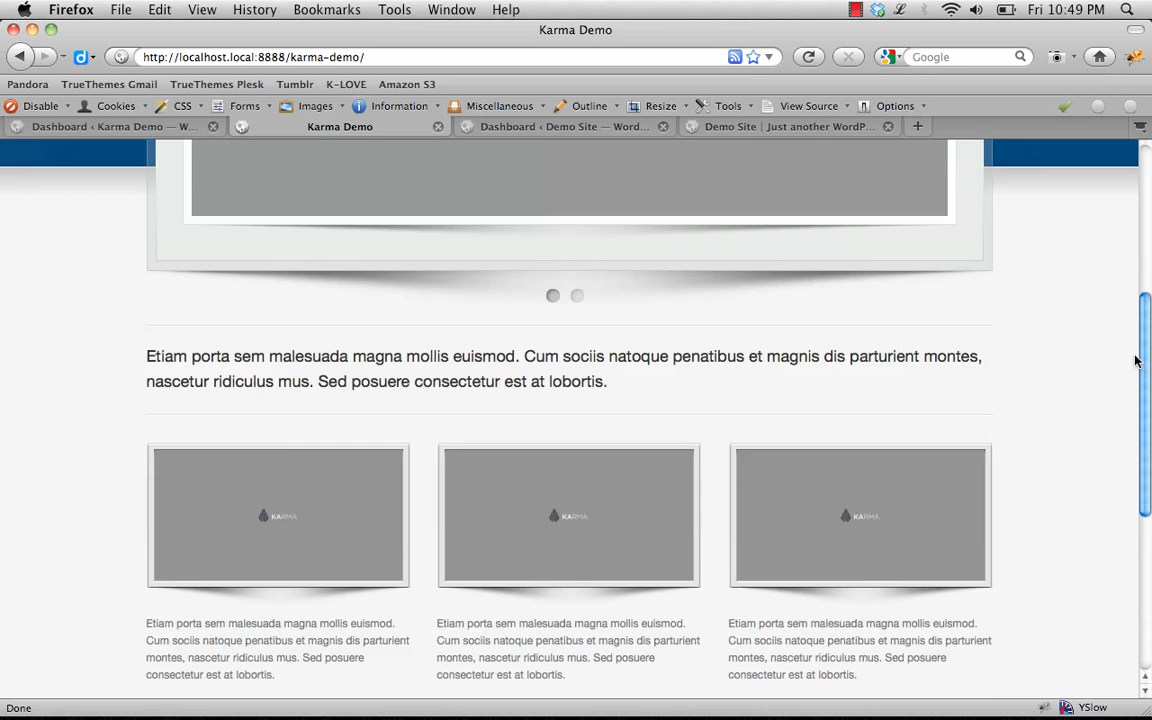 Firefox File Edit View History Bookmarks Tools Window Help Fri 10:49 PM
Karma Demo
http://localhost.local:8888/karma-demo/ Google
Pandora TrueThemes Gmail TrueThemes Plesk Tumblr K-LOVE Amazon S3
Disable Cookies CSS Forms Images Information Miscellaneous Outline Resize Tools View Source Options
Dashboard ‹ Karma Demo — W... Karma Demo Dashboard ‹ Demo Site — Word... Demo Site | Just another WordP...
Etiam porta sem malesuada magna mollis euismod. Cum sociis natoque penatibus et magnis dis parturient montes,
nascetur ridiculus mus. Sed posuere consectetur est at lobortis.
KARMA KARMA KARMA
Etiam porta sem malesuada magna mollis euismod.
Cum sociis natoque penatibus et magnis dis parturient
montes, nascetur ridiculus mus. Sed posuere
consectetur est at lobortis.
Etiam porta sem malesuada magna mollis euismod.
Cum sociis natoque penatibus et magnis dis parturient
montes, nascetur ridiculus mus. Sed posuere
consectetur est at lobortis.
Etiam porta sem malesuada magna mollis euismod.
Cum sociis natoque penatibus et magnis dis parturient
montes, nascetur ridiculus mus. Sed posuere
consectetur est at lobortis.
Done YSlow